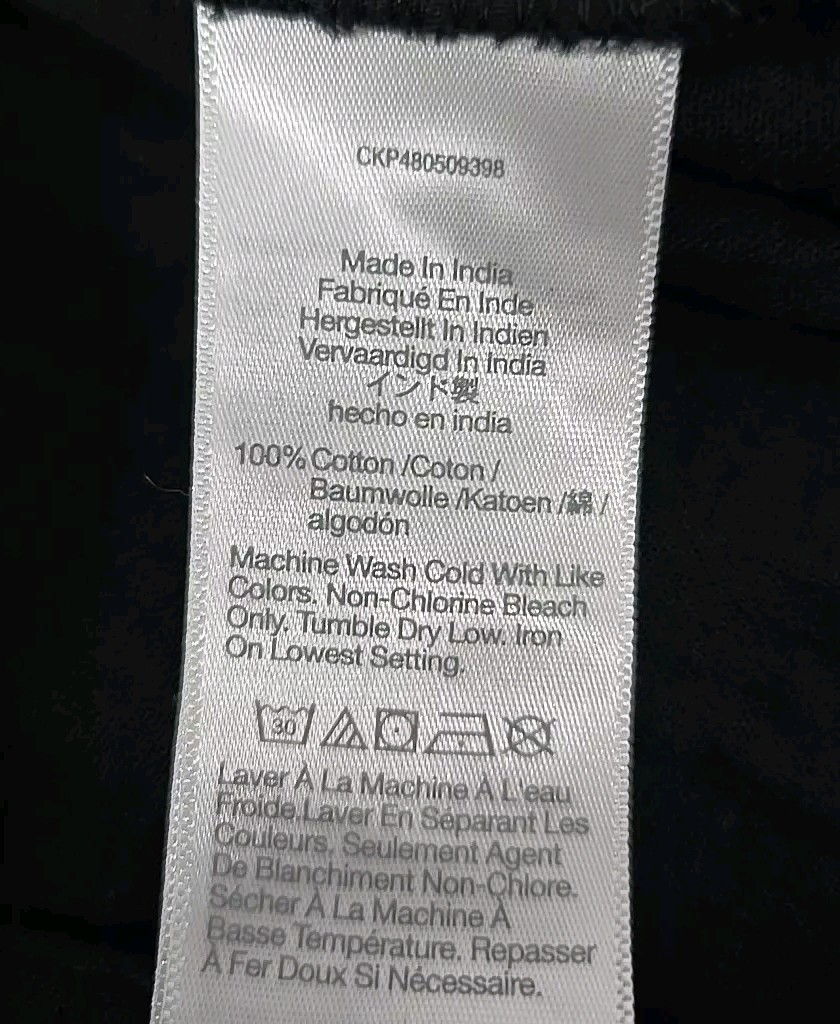 CKP480509398
Made In India
Fabriqué En Inde
Hergestellt In Indien
Vervaardigd In India
インド製
hecho en india
100% Cotton /Coton /
Baumwolle /Katoen /綿 /
algodón
Machine Wash Cold With Like
Colors. Non-Chlorine Bleach
Only. Tumble Dry Low. Iron
On Lowest Setting.
30
Laver À La Machine À L'eau
Froide.Laver En Séparant Les
Couleurs. Seulement Agent
De Blanchiment Non-Chlore.
Sécher À La Machine À
Basse Température. Repasser
À Fer Doux Si Nécessaire.